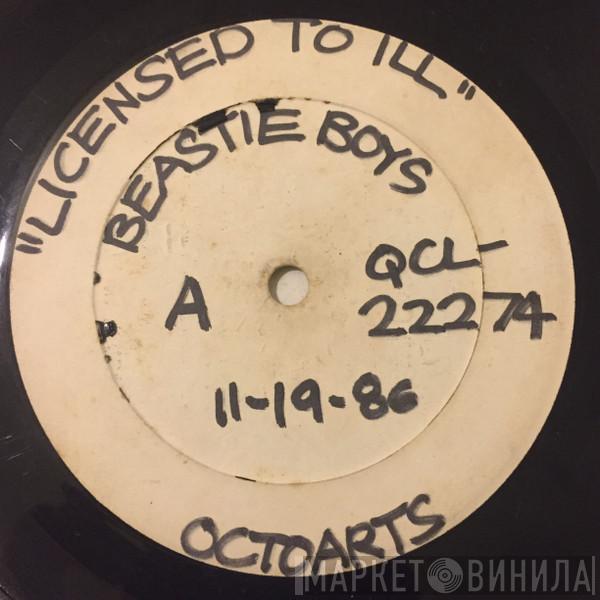 "LICENSED TO ILL"
BEASTIE BOYS
A
QCL-
22274
11-19-86
OCTOARTS
МАРКЕТ ВИНИЛА